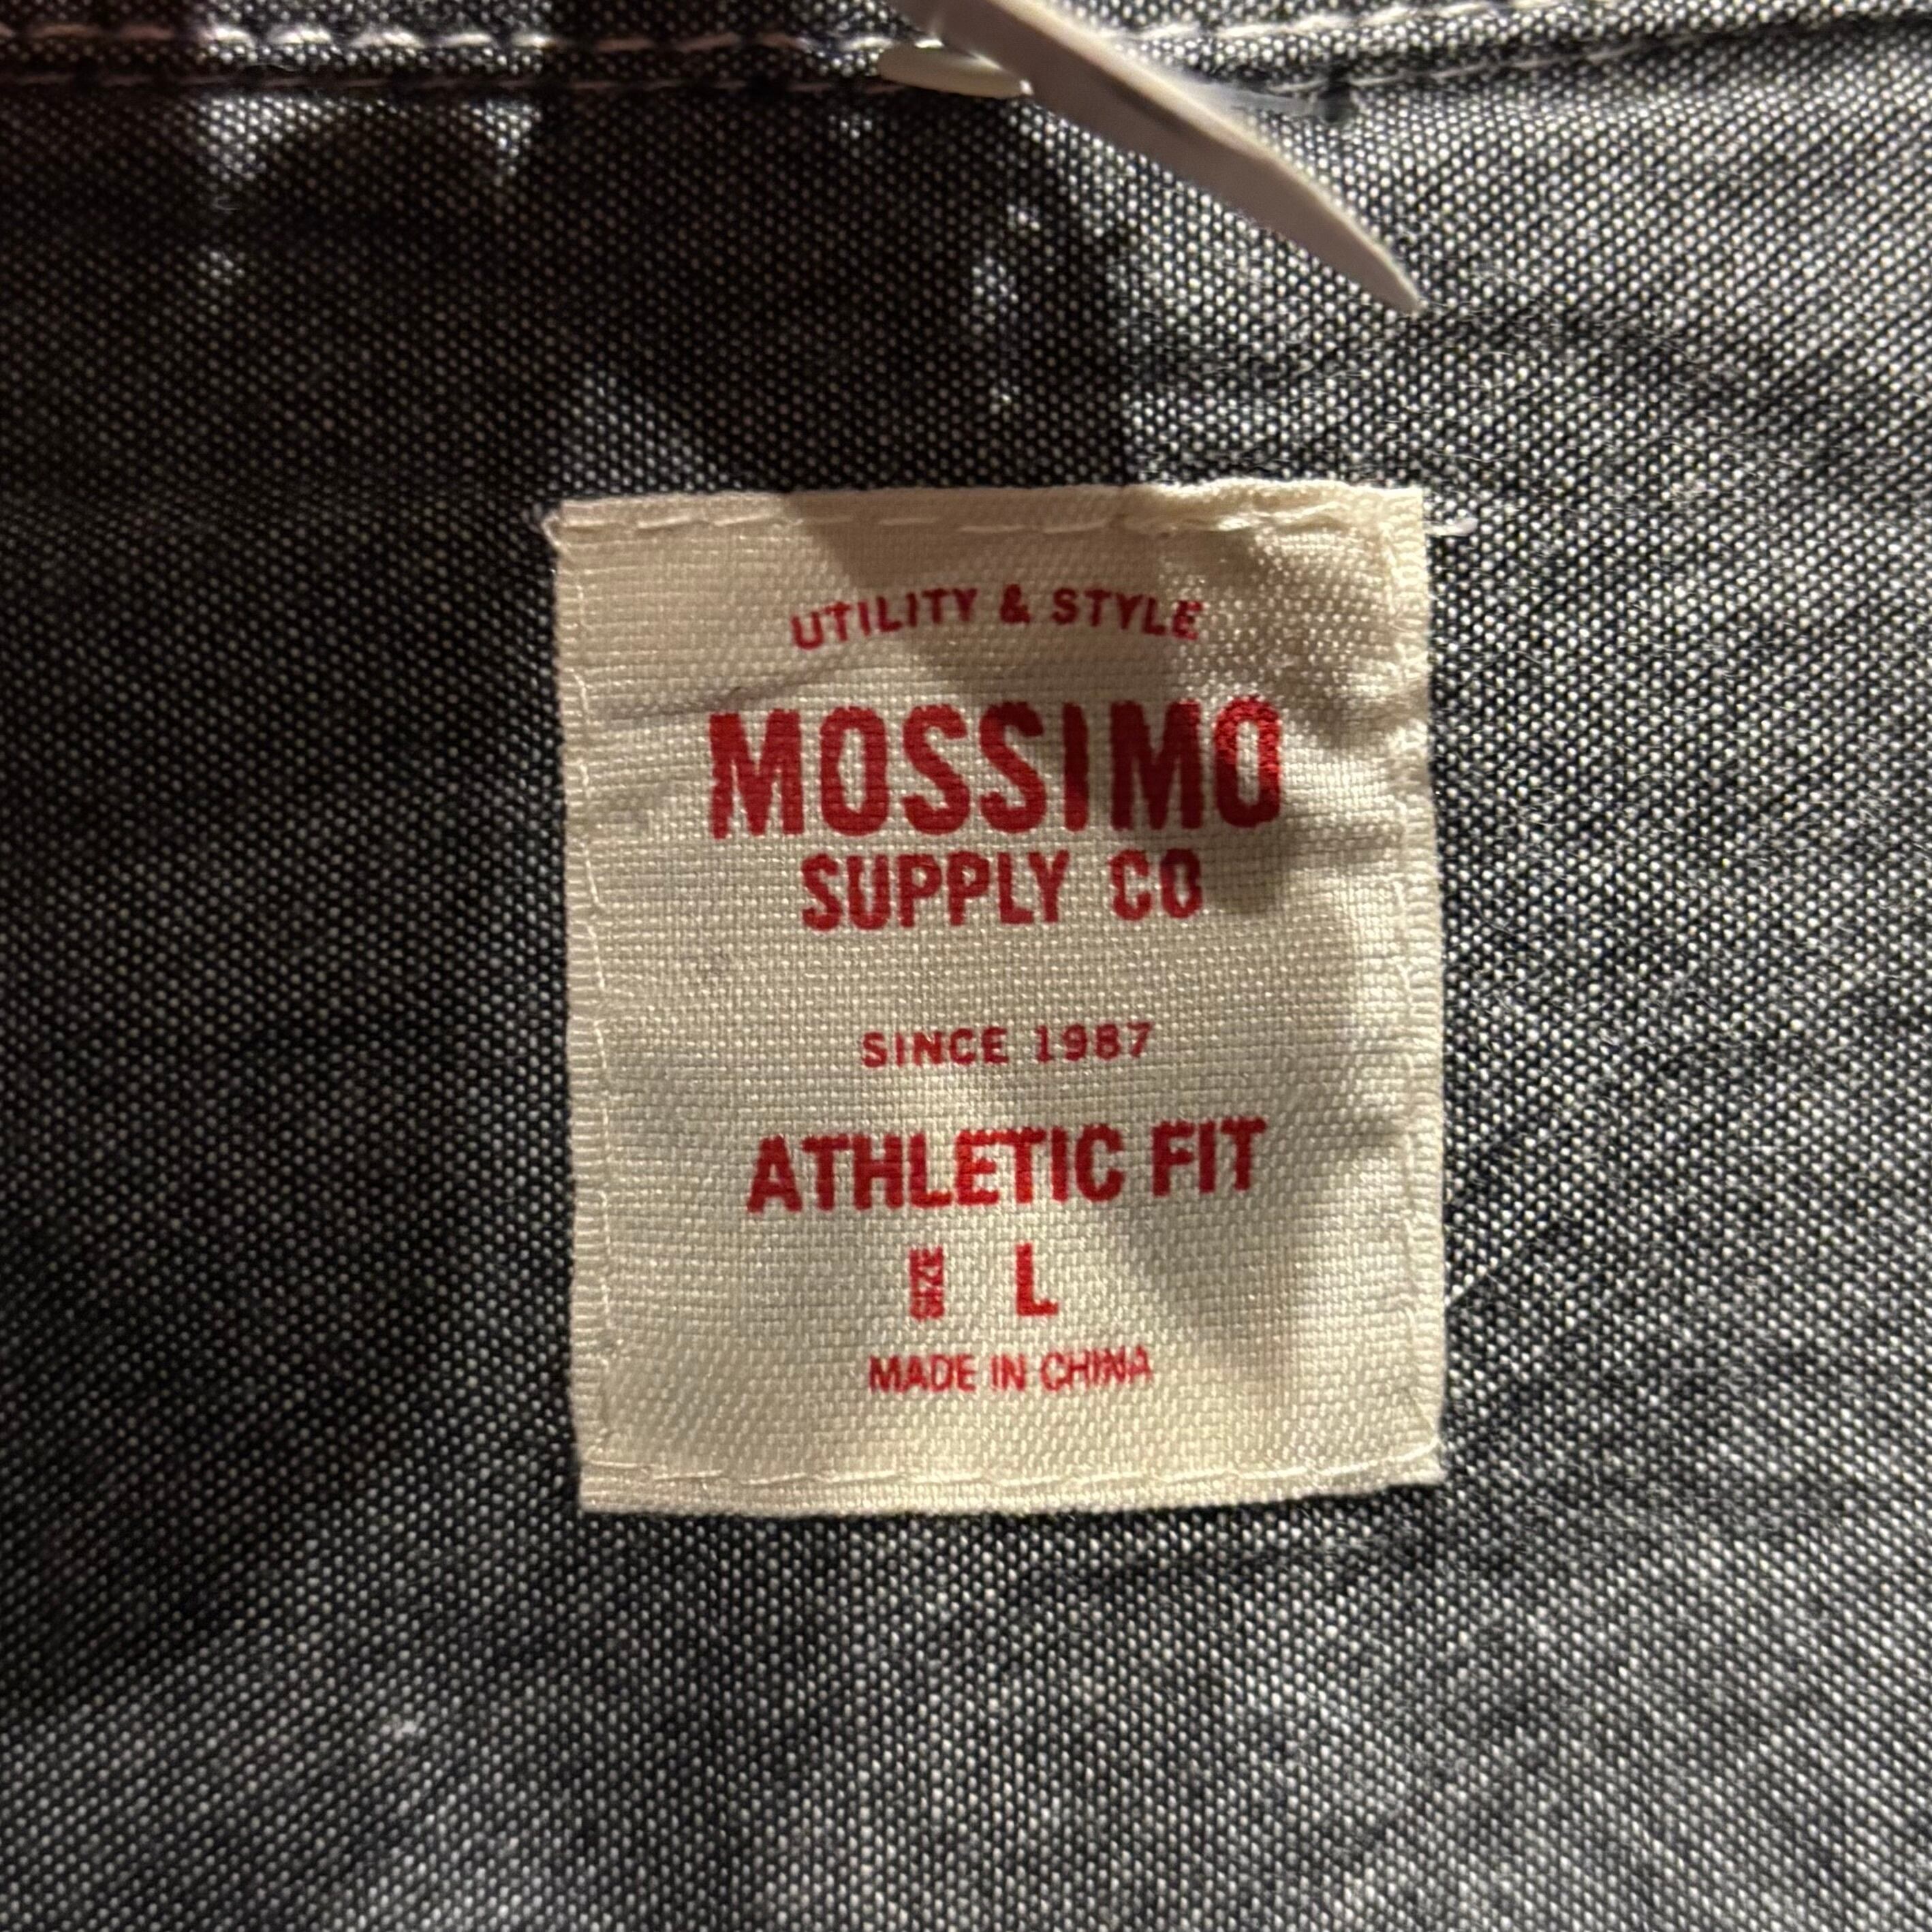 UTILITY & STYLE
MOSSIMO
SUPPLY CO
SINCE 1987
ATHLETIC FIT
SIZE L
MADE IN CHINA